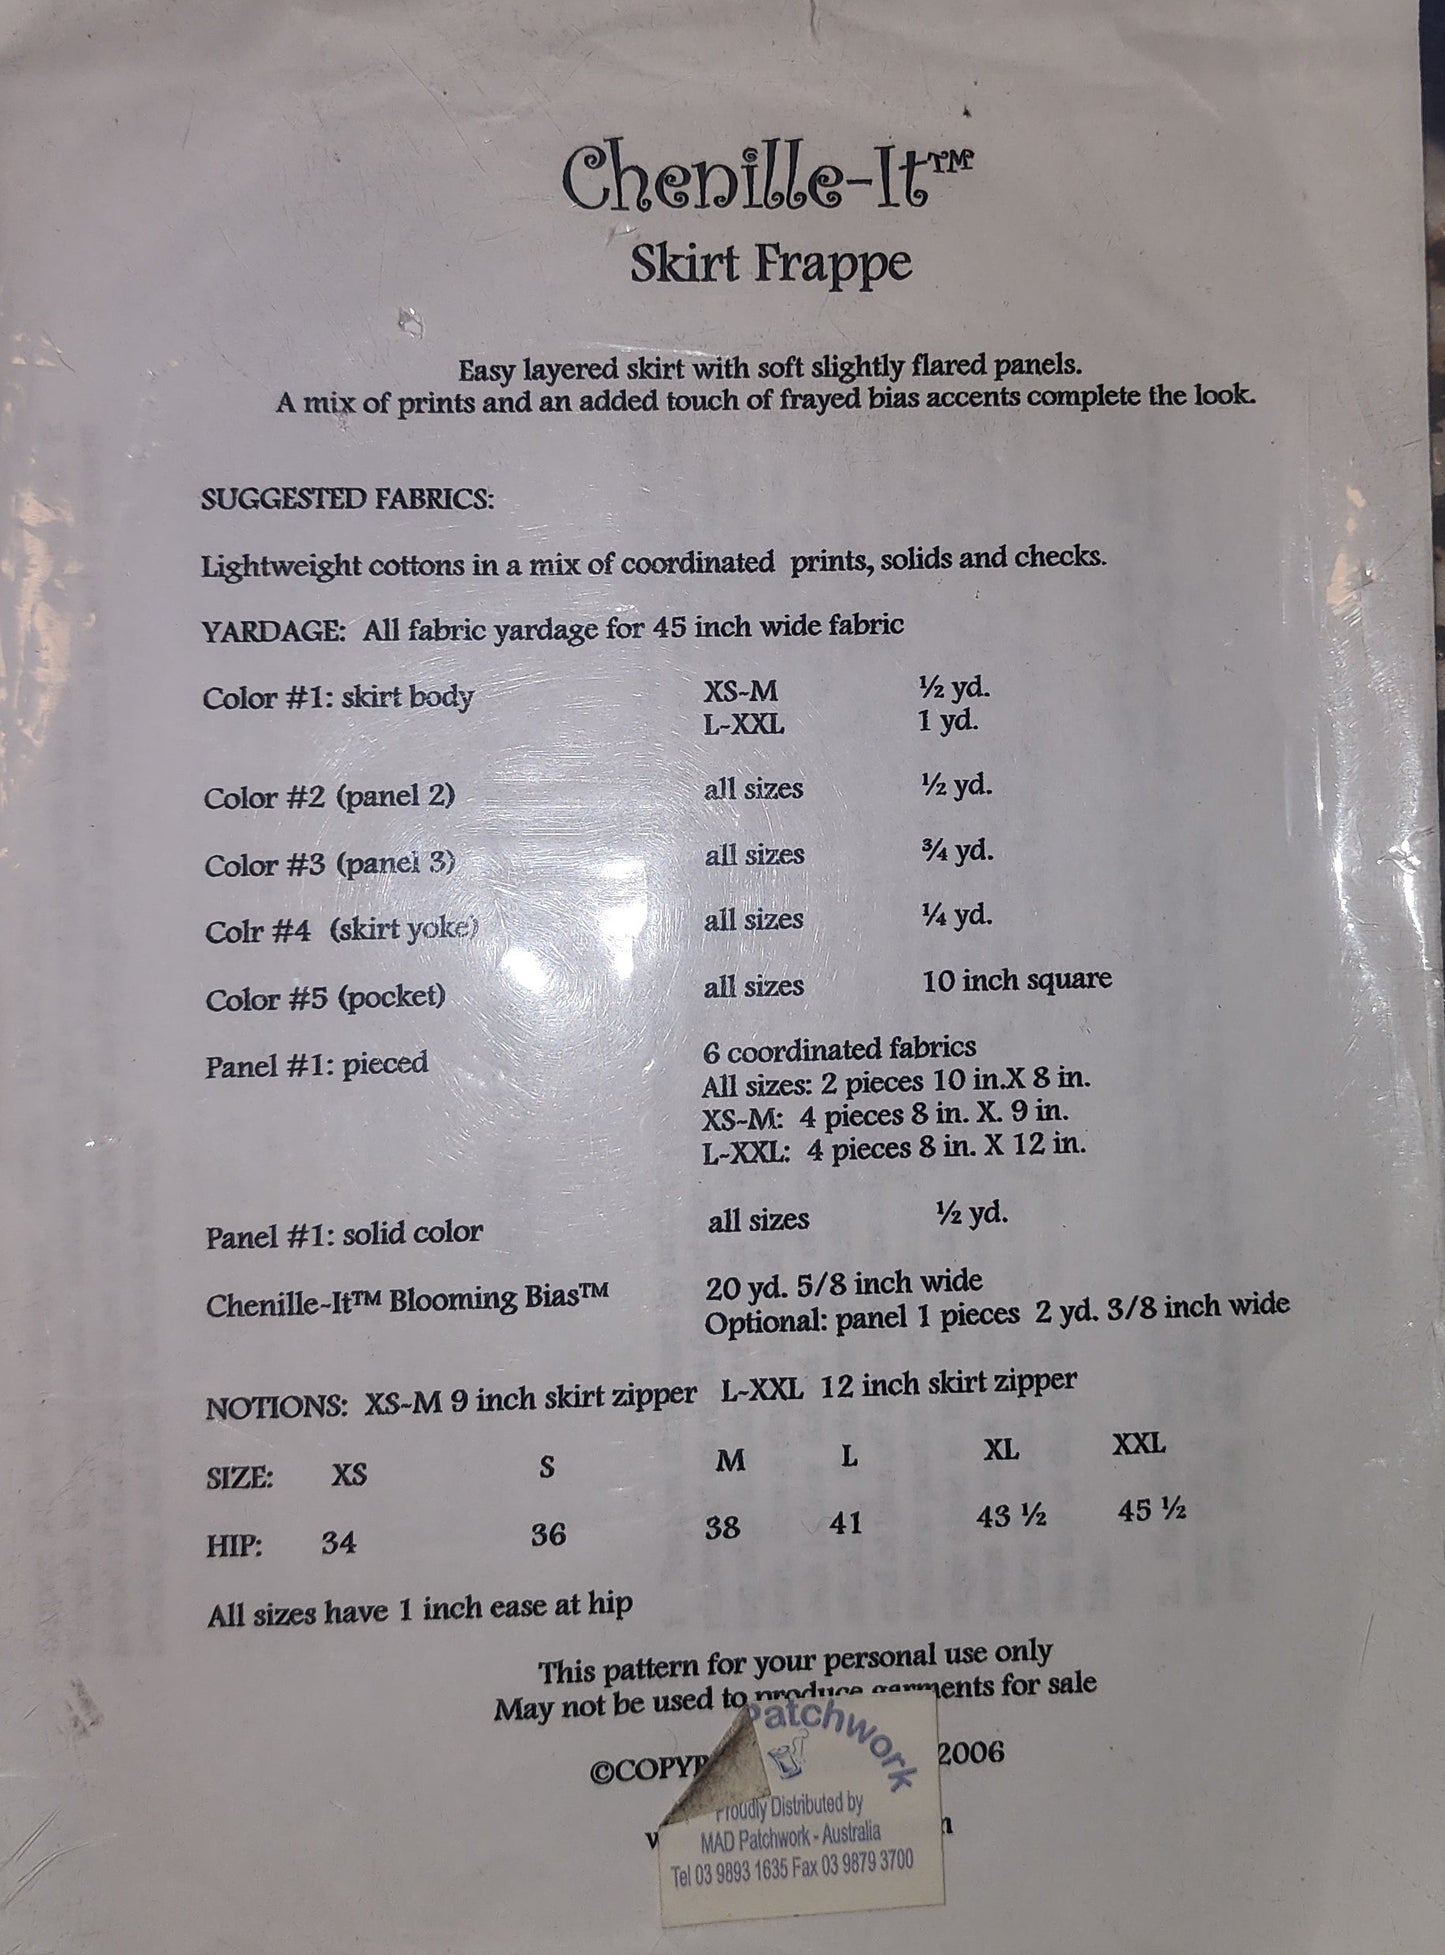 Chenille-It™
Skirt Frappe
Easy layered skirt with soft slightly flared panels.
A mix of prints and an added touch of frayed bias accents complete the look.
SUGGESTED FABRICS:
Lightweight cottons in a mix of coordinated prints, solids and checks.
YARDAGE: All fabric yardage for 45 inch wide fabric
Color #1: skirt body XS-M ½ yd.
L-XXL 1 yd.
Color #2 (panel 2) all sizes ½ yd.
Color #3 (panel 3) all sizes ¾ yd.
Colr #4 (skirt yoke) all sizes ¼ yd.
Color #5 (pocket) all sizes 10 inch square
Panel #1: pieced 6 coordinated fabrics
All sizes: 2 pieces 10 in.X 8 in.
XS-M: 4 pieces 8 in. X. 9 in.
L-XXL: 4 pieces 8 in. X 12 in.
Panel #1: solid color all sizes ½ yd.
Chenille-It™ Blooming Bias™ 20 yd. 5/8 inch wide
Optional: panel 1 pieces 2 yd. 3/8 inch wide
NOTIONS: XS-M 9 inch skirt zipper L-XXL 12 inch skirt zipper
SIZE: XS S M L XL XXL
HIP: 34 36 38 41 43 ½ 45 ½
All sizes have 1 inch ease at hip
This pattern for your personal use only
May not be used to produce garments for sale
Patchwork
2006
Proudly Distributed by
MAD Patchwork - Australia
Tel 03 9893 1635 Fax 03 9879 3700